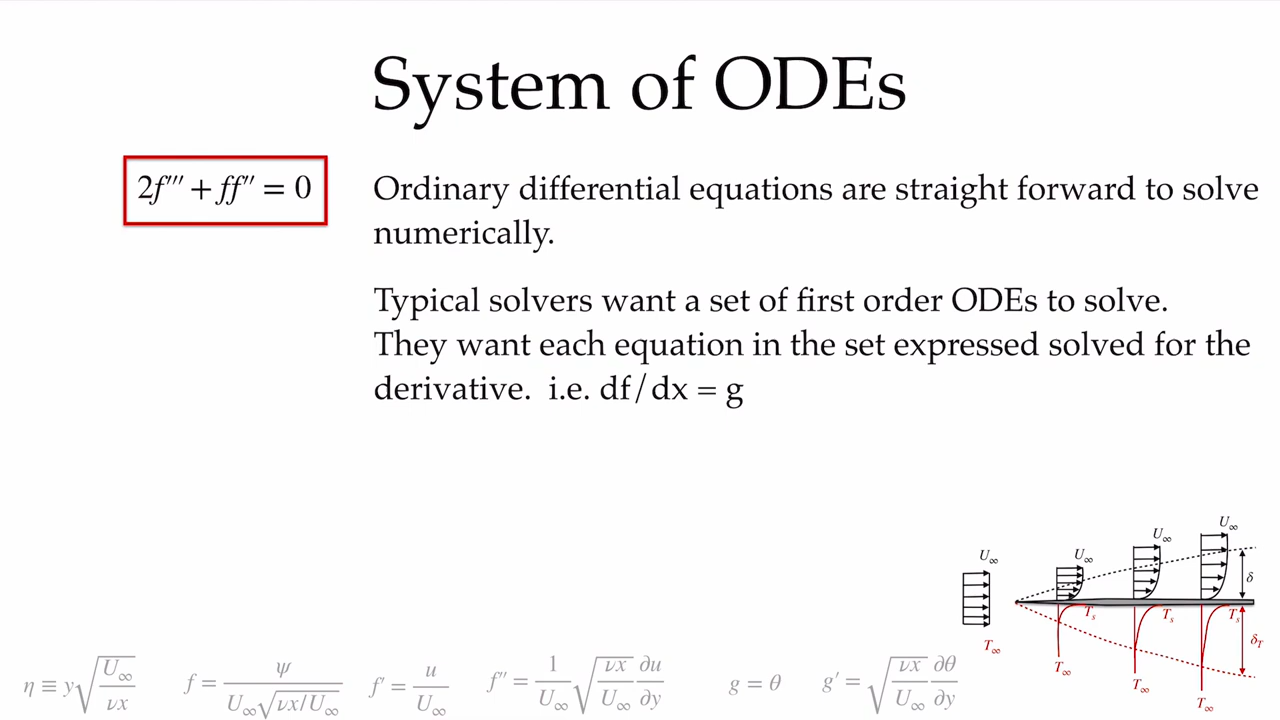 System of ODEs
2f''' + ff'' = 0
Ordinary differential equations are straight forward to solve
numerically.
Typical solvers want a set of first order ODEs to solve.
They want each equation in the set expressed solved for the
derivative. i.e. df/dx = g
U∞
U∞
U∞
U∞
δ
T∞
Ts
Ts
Ts
δT
T∞
T∞
T∞
η ≡ y√(U∞/νx)
f = ψ/(U∞√(νx/U∞))
f' = u/U∞
f'' = 1/U∞ √(νx/U∞) ∂u/∂y
g = θ
g' = √(νx/U∞) ∂θ/∂y